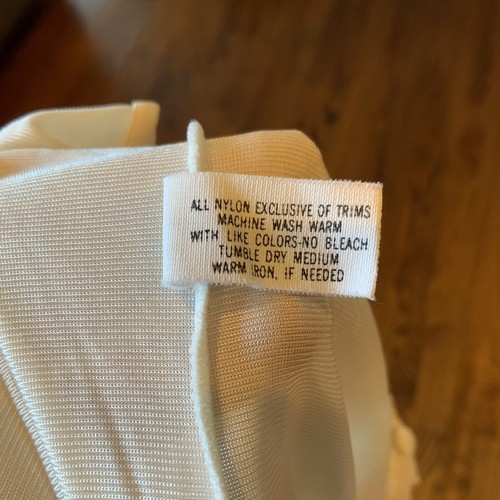 ALL NYLON EXCLUSIVE OF TRIMS
MACHINE WASH WARM
WITH LIKE COLORS-NO BLEACH
TUMBLE DRY MEDIUM
WARM IRON, IF NEEDED